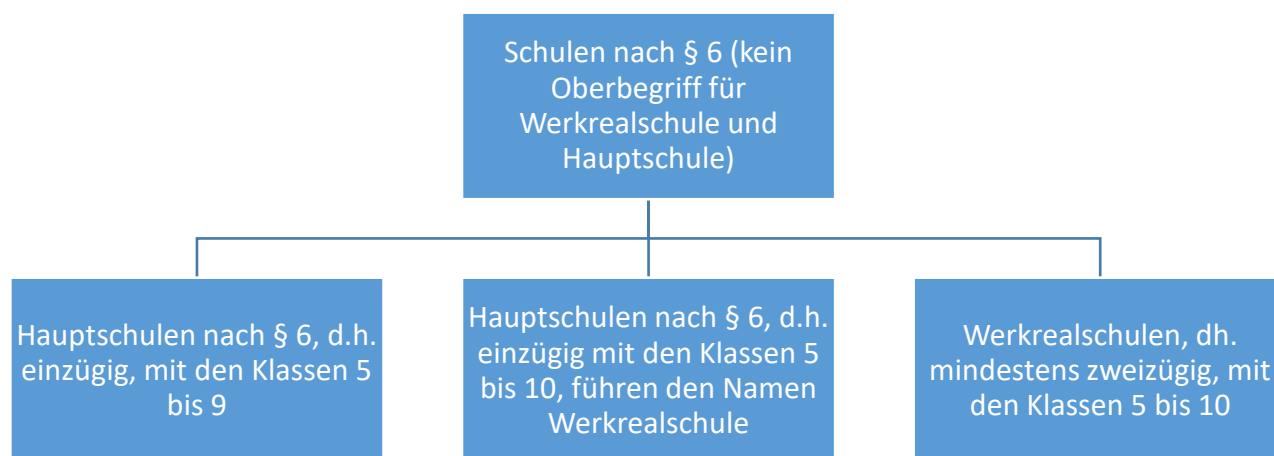 Schulen nach § 6 (kein
Oberbegriff für
Werkrealschule und
Hauptschule)
Hauptschulen nach § 6, d.h.
einzügig, mit den Klassen 5
bis 9
Hauptschulen nach § 6, d.h.
einzügig mit den Klassen 5
bis 10, führen den Namen
Werkrealschule
Werkrealschulen, dh.
mindestens zweizügig, mit
den Klassen 5 bis 10